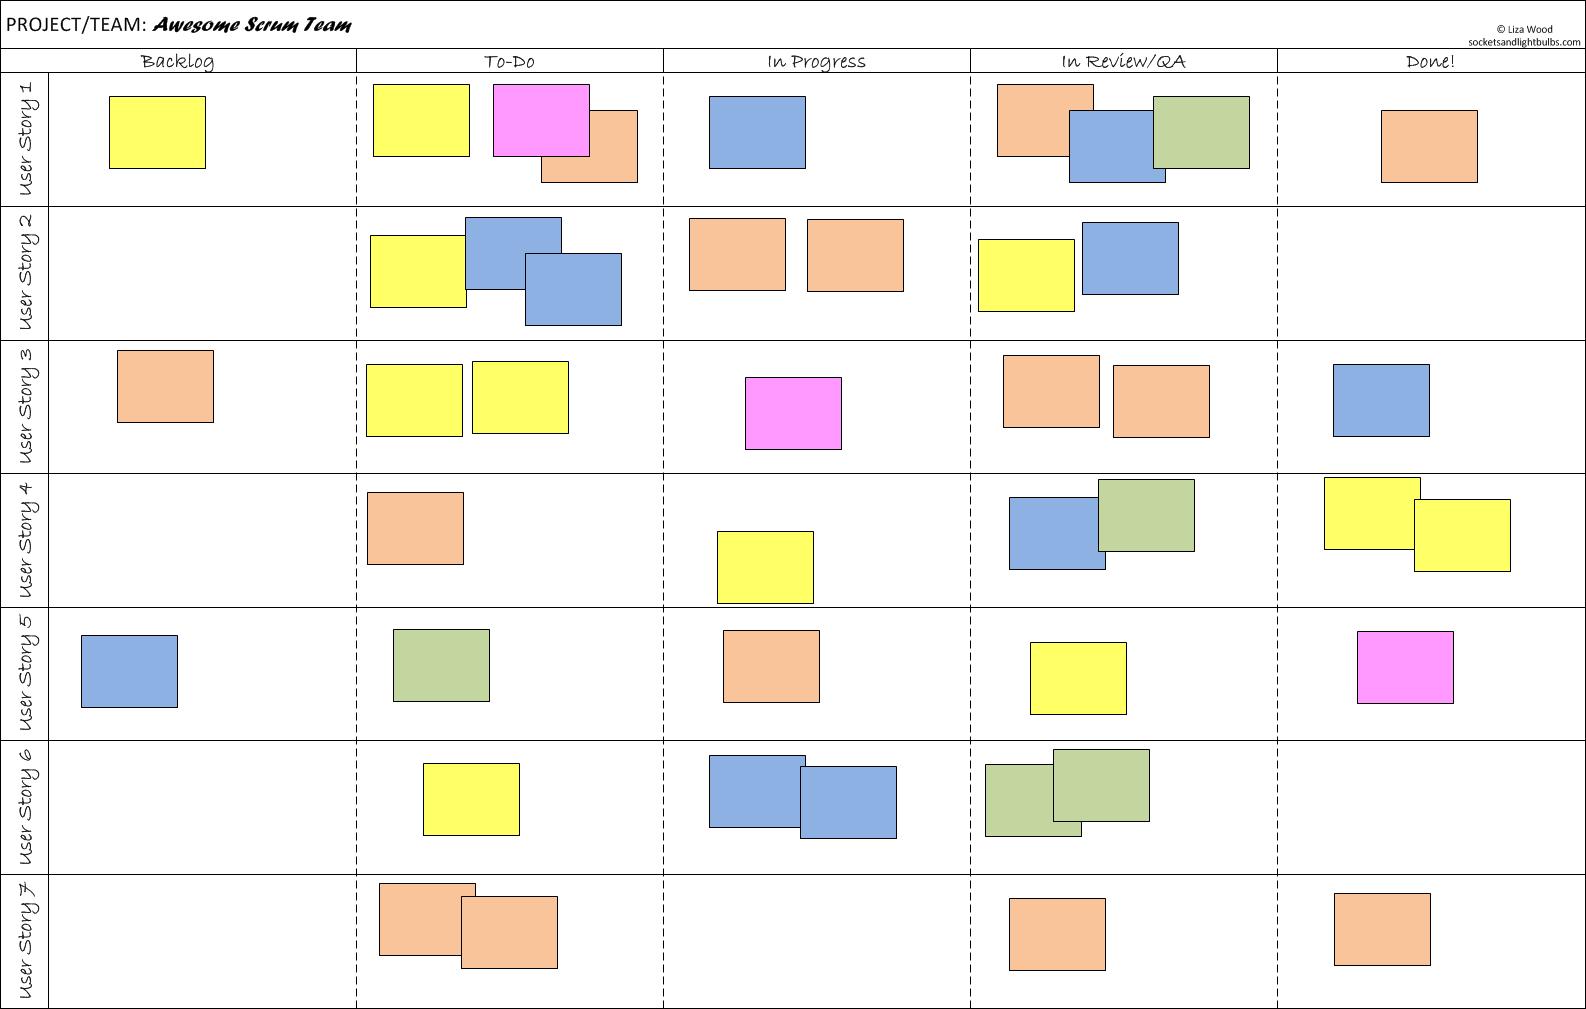 PROJECT/TEAM: Awesome Scrum Team
© Liza Wood
socketsandlightbulbs.com
Backlog
To-Do
In Progress
In Review/QA
Done!
User Story 1
User Story 2
User Story 3
User Story 4
User Story 5
User Story 6
User Story 7